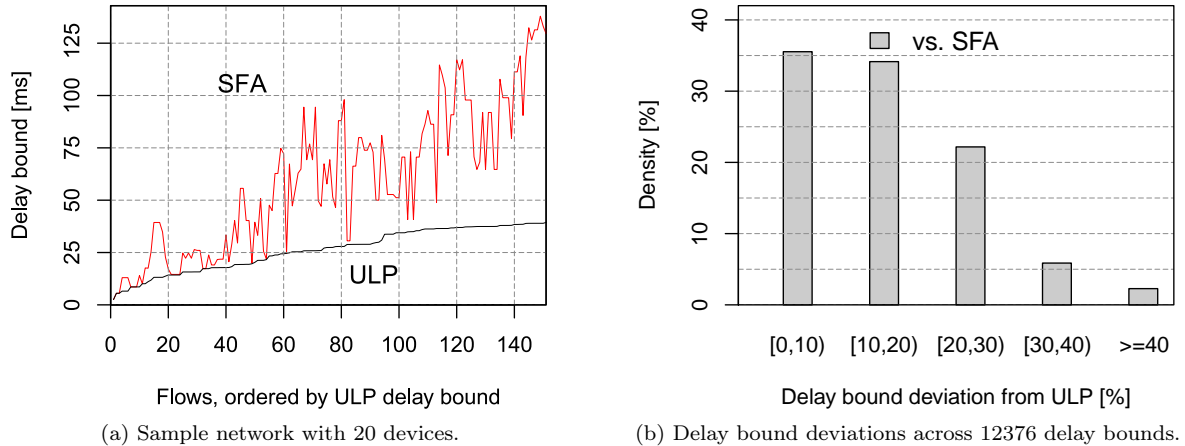 125
100
75
50
25
0
Delay bound [ms]
SFA
ULP
0 20 40 60 80 100 120 140
Flows, ordered by ULP delay bound
(a) Sample network with 20 devices.
40
30
20
10
0
Density [%]
vs. SFA
[0,10) [10,20) [20,30) [30,40) >=40
Delay bound deviation from ULP [%]
(b) Delay bound deviations across 12376 delay bounds.